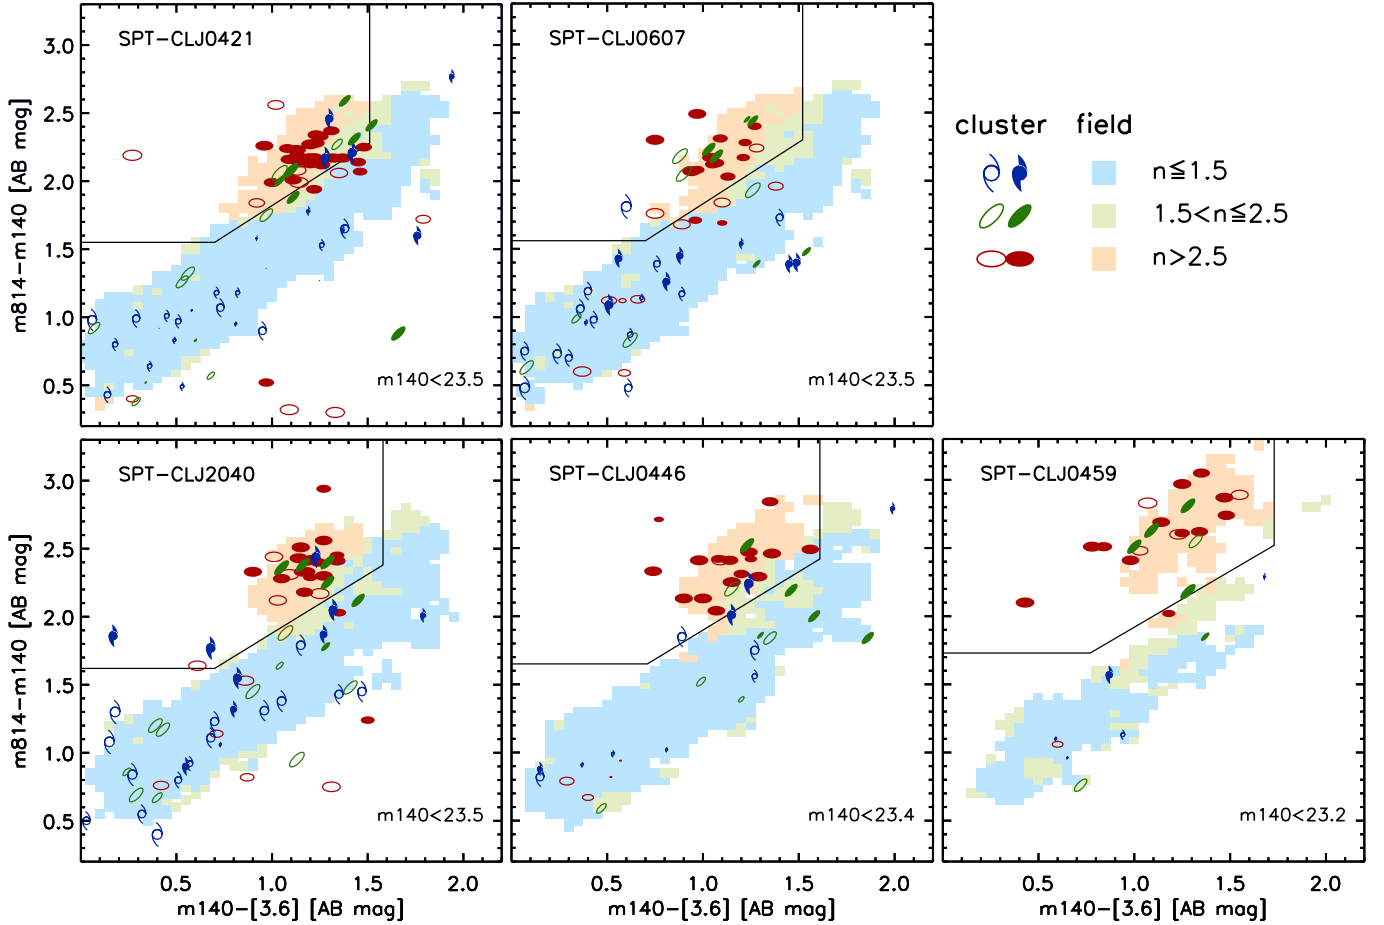 SPT-CLJ0421
SPT-CLJ0607
3.0
2.5
2.0
1.5
1.0
0.5
m814-m140 [AB mag]
m140<23.5
m140<23.5
cluster field
n≦1.5
1.5<n≦2.5
n>2.5
SPT-CLJ2040
SPT-CLJ0446
SPT-CLJ0459
3.0
2.5
2.0
1.5
1.0
0.5
m814-m140 [AB mag]
m140<23.5
m140<23.4
m140<23.2
0.5 1.0 1.5 2.0
0.5 1.0 1.5 2.0
0.5 1.0 1.5 2.0
m140-[3.6] [AB mag]
m140-[3.6] [AB mag]
m140-[3.6] [AB mag]